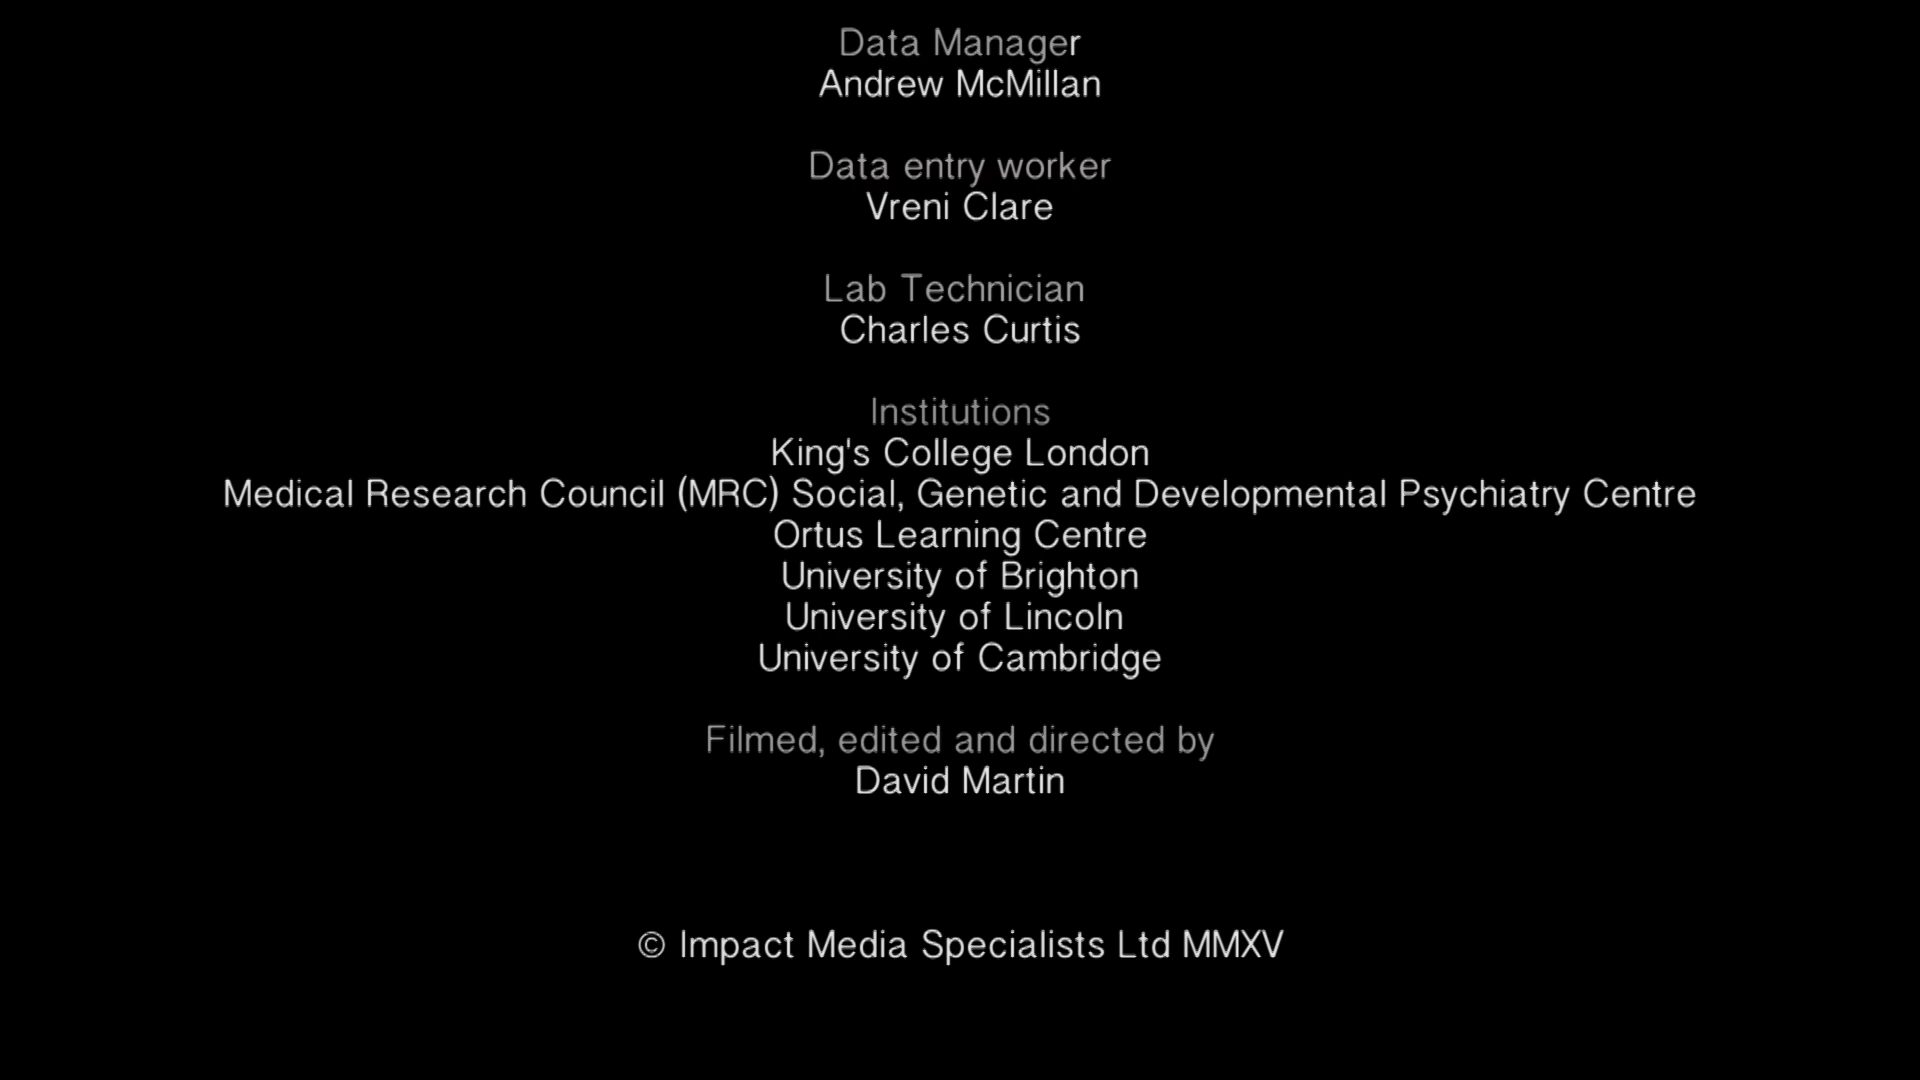 Data Manager
Andrew McMillan
Data entry worker
Vreni Clare
Lab Technician
Charles Curtis
Institutions
King's College London
Medical Research Council (MRC) Social, Genetic and Developmental Psychiatry Centre
Ortus Learning Centre
University of Brighton
University of Lincoln
University of Cambridge
Filmed, edited and directed by
David Martin
© Impact Media Specialists Ltd MMXV